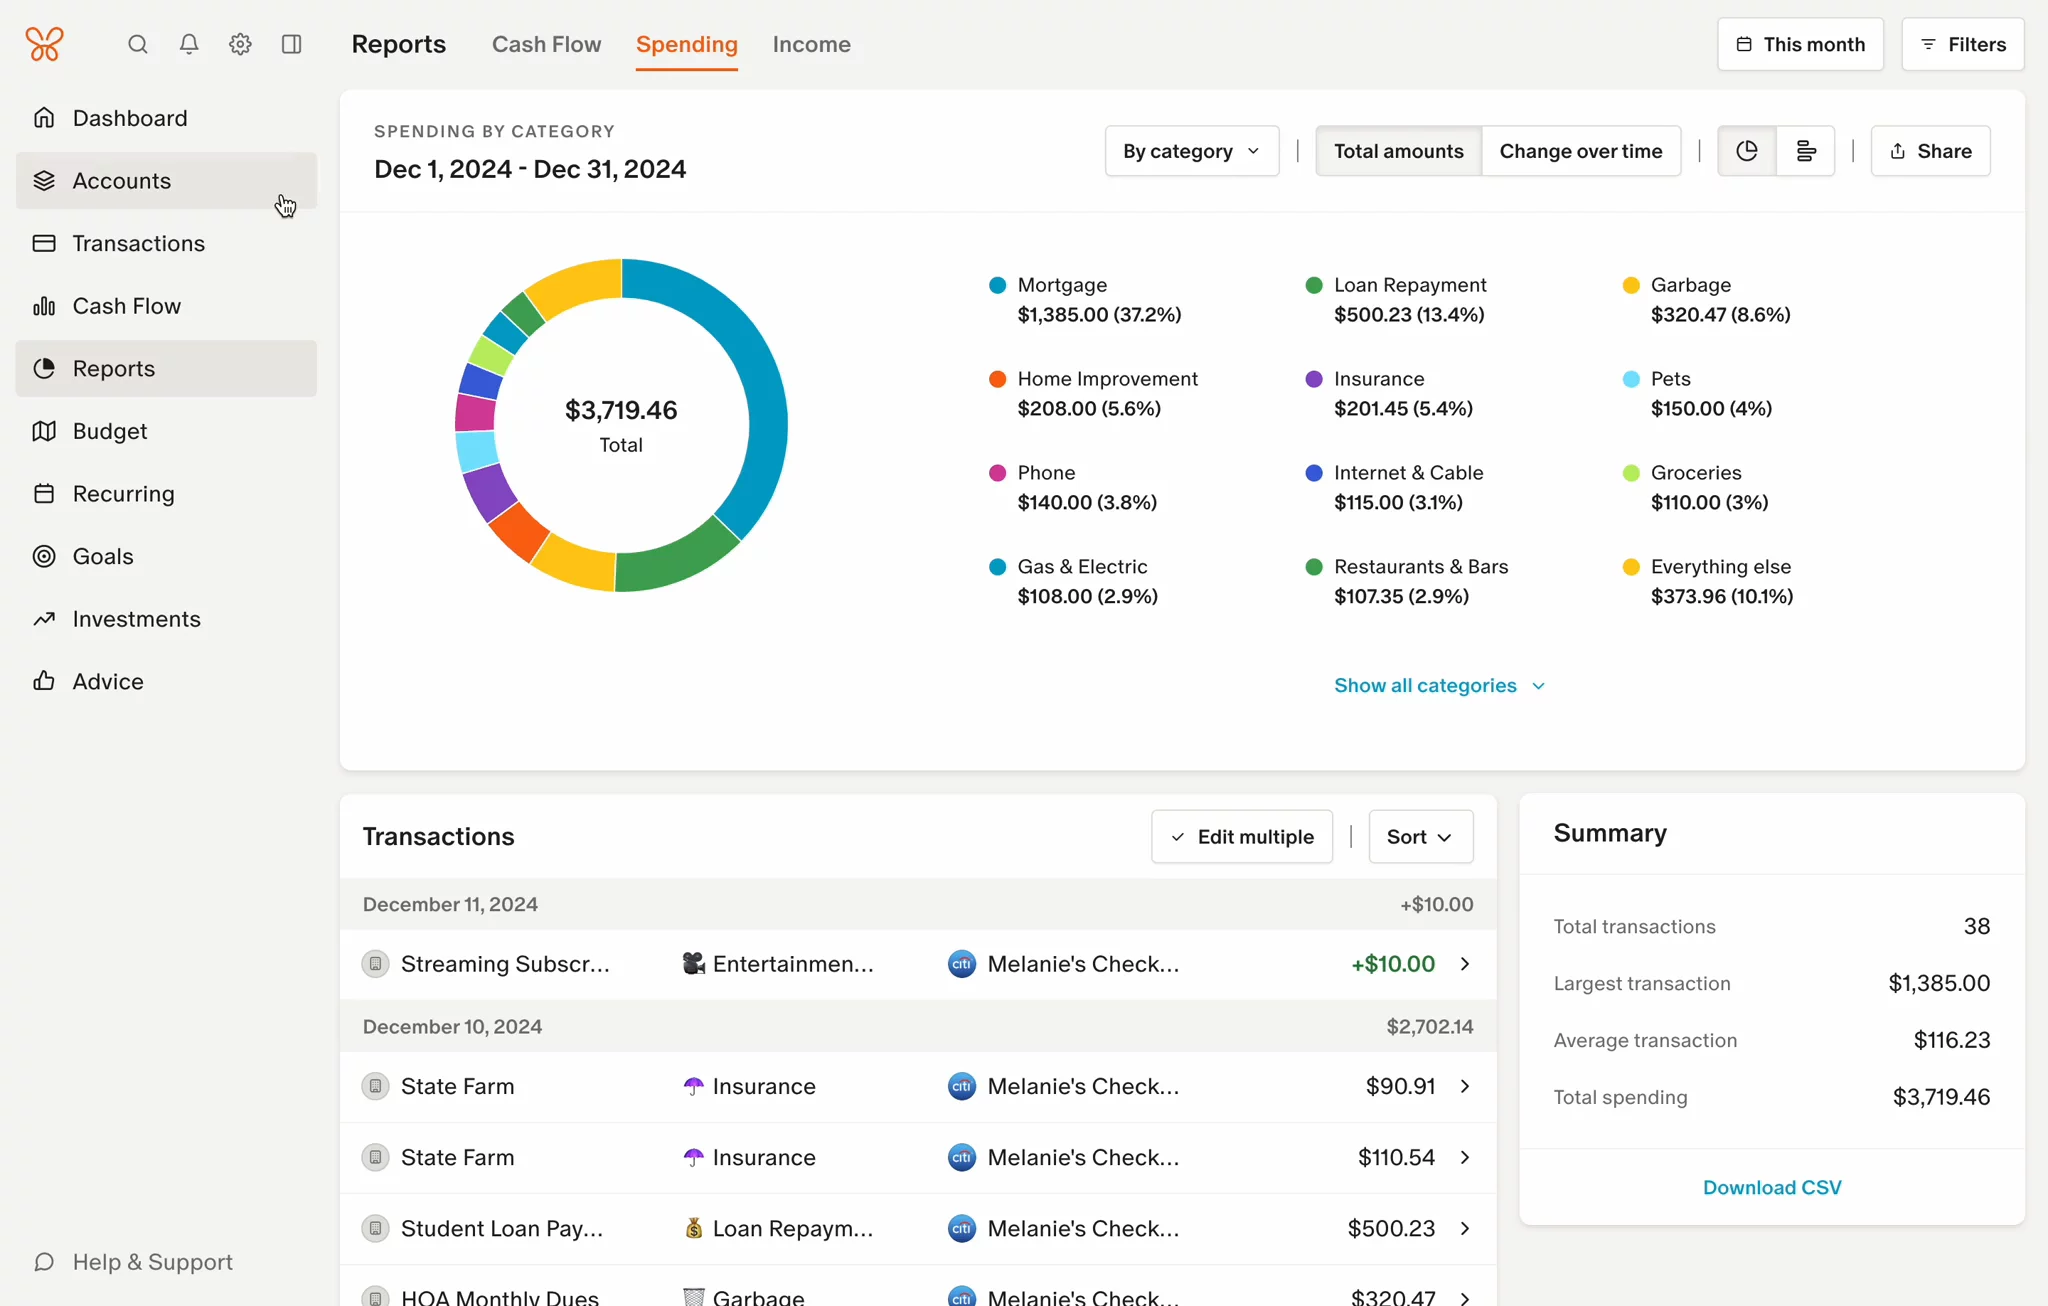 Reports
Cash Flow
Spending
Income
This month
Filters
Dashboard
Accounts
Transactions
Cash Flow
Reports
Budget
Recurring
Goals
Investments
Advice
Help & Support
SPENDING BY CATEGORY
Dec 1, 2024 - Dec 31, 2024
By category
Total amounts
Change over time
Share
$3,719.46
Total
Mortgage
$1,385.00 (37.2%)
Loan Repayment
$500.23 (13.4%)
Garbage
$320.47 (8.6%)
Home Improvement
$208.00 (5.6%)
Insurance
$201.45 (5.4%)
Pets
$150.00 (4%)
Phone
$140.00 (3.8%)
Internet & Cable
$115.00 (3.1%)
Groceries
$110.00 (3%)
Gas & Electric
$108.00 (2.9%)
Restaurants & Bars
$107.35 (2.9%)
Everything else
$373.96 (10.1%)
Show all categories
Transactions
Edit multiple
Sort
December 11, 2024 +$10.00
Streaming Subscr... Entertainmen... citi Melanie's Check... +$10.00
December 10, 2024 $2,702.14
State Farm Insurance citi Melanie's Check... $90.91
State Farm Insurance citi Melanie's Check... $110.54
Student Loan Pay... Loan Repaym... citi Melanie's Check... $500.23
HOA Monthly Dues Garbage citi Melanie's Check... $320.47
Summary
Total transactions 38
Largest transaction $1,385.00
Average transaction $116.23
Total spending $3,719.46
Download CSV